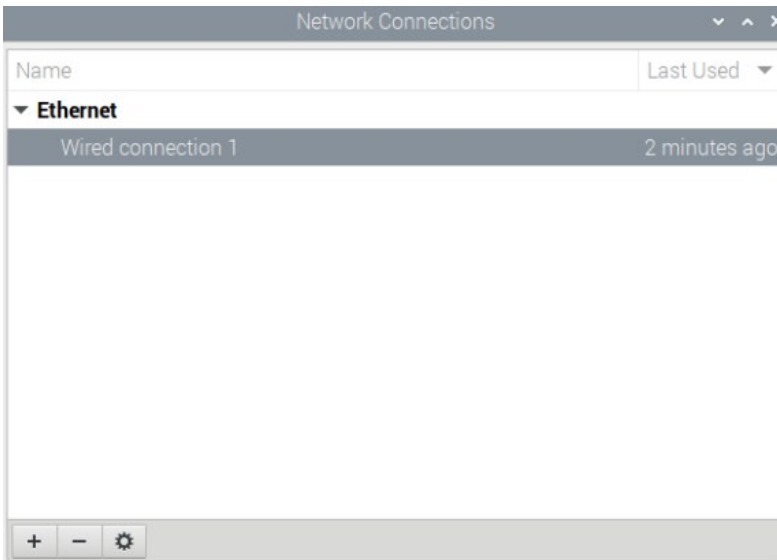 Network Connections
Name Last Used
Ethernet
Wired connection 1 2 minutes ago